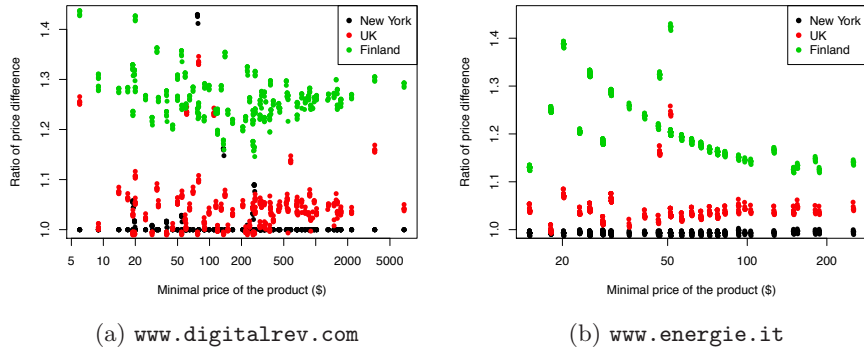 New York
UK
Finland
Ratio of price difference
1.0 1.1 1.2 1.3 1.4
5 10 20 50 100 200 500 2000 5000
Minimal price of the product ($)
(a) www.digitalrev.com
New York
UK
Finland
Ratio of price difference
1.0 1.1 1.2 1.3 1.4
20 50 100 200
Minimal price of the product ($)
(b) www.energie.it